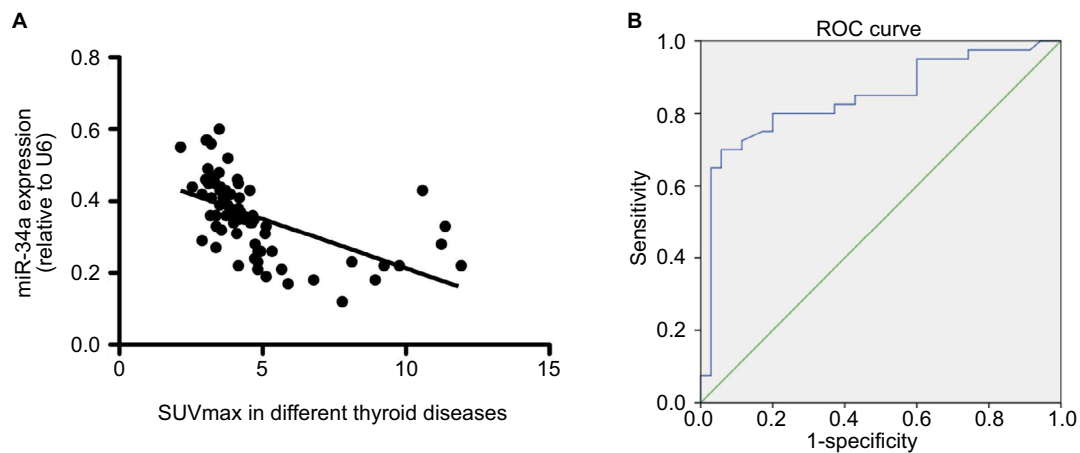 A
0.8
0.6
0.4
0.2
0.0
miR-34a expression
(relative to U6)
0 5 10 15
SUVmax in different thyroid diseases
B
ROC curve
1.0
0.8
0.6
0.4
0.2
0.0
Sensitivity
0.0 0.2 0.4 0.6 0.8 1.0
1-specificity